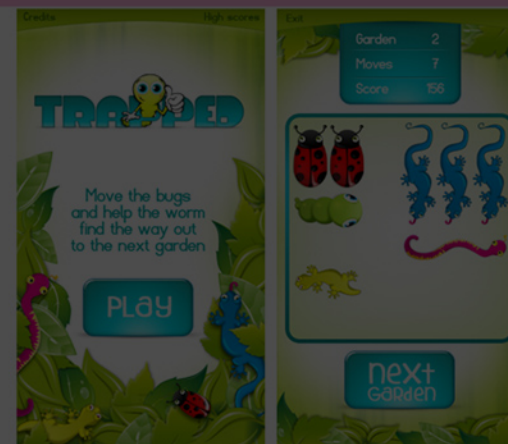 Credits
High scores
TRAPPED
Move the bugs
and help the worm
find the way out
to the next garden
PLAY
Exit
Garden 2
Moves 7
Score 156
next
GARDEN